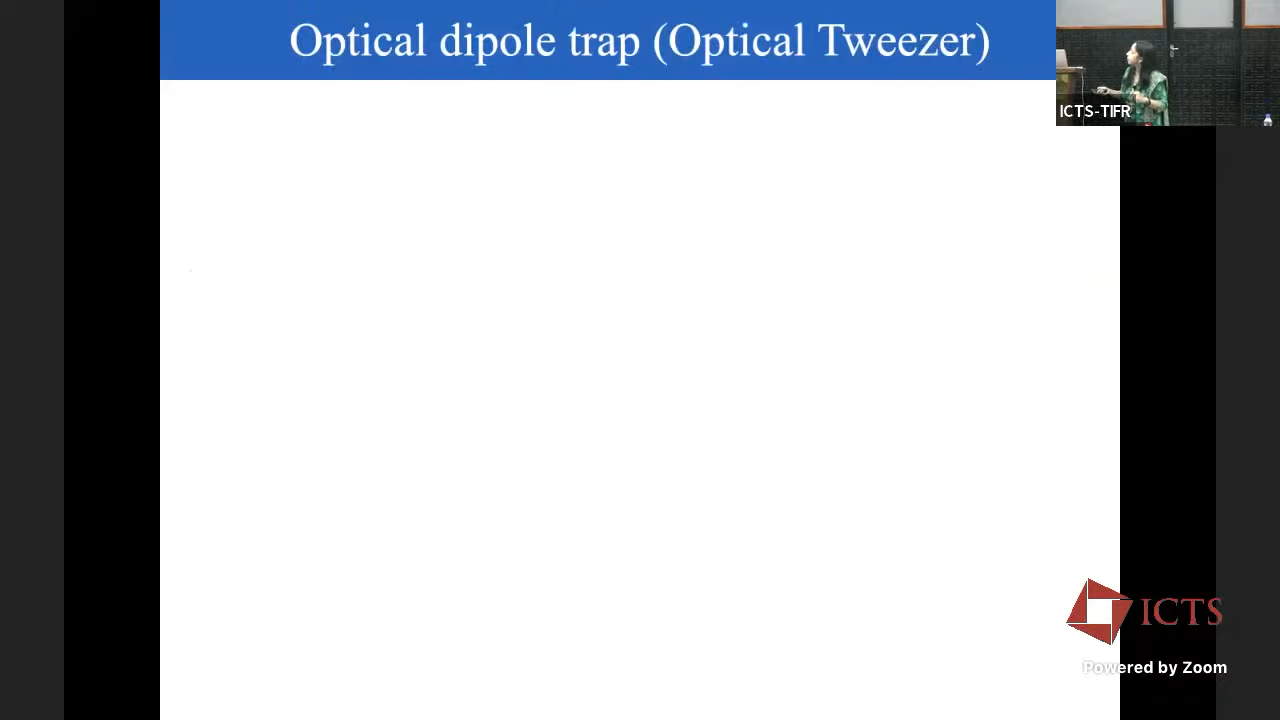 Optical dipole trap (Optical Tweezer)
ICTS-TIFR
ICTS
Powered by Zoom